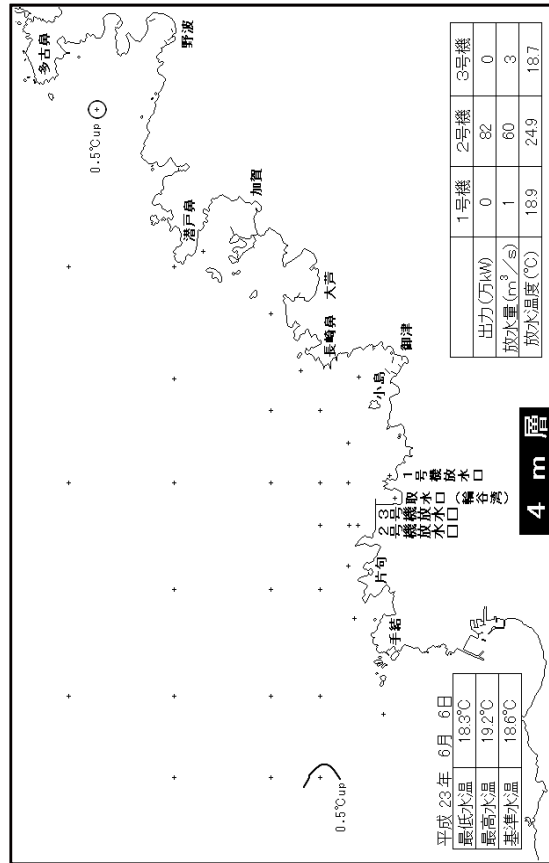 多古鼻
野波
0.5℃up
潜戸鼻
加賀
大芦
長崎鼻
御津
小島
1号機放水口
取水口（輪谷湾）
3号機放水口
2号機放水口
片句
手結
0.5℃up
4 m 層
平成 23 年 6月 6日
最低水温 18.3℃
最高水温 19.2℃
基準水温 18.6℃
1号機 2号機 3号機
出力(万kW) 0 82 0
放水量(m³／s) 1 60 3
放水温度(℃) 18.9 24.9 18.7